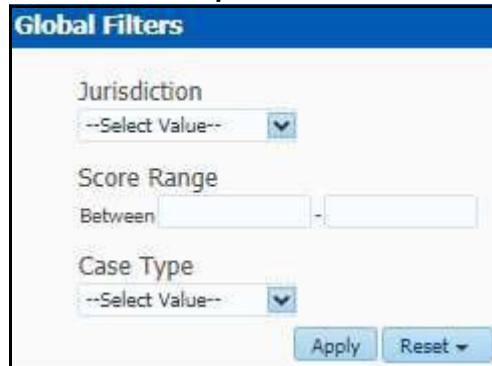 Global Filters
Jurisdiction
--Select Value--
Score Range
Between -
Case Type
--Select Value--
Apply Reset